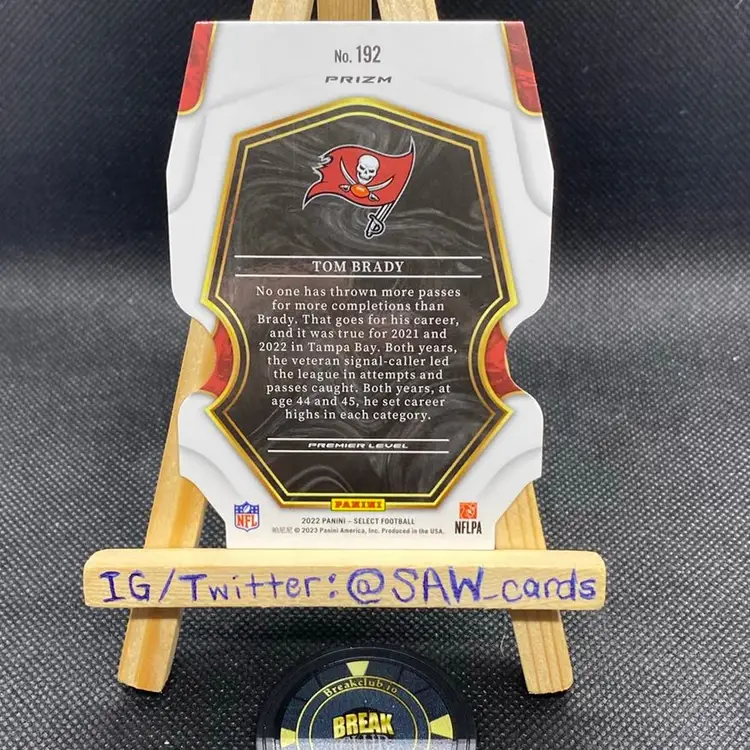 No. 192
PRIZM
TOM BRADY
No one has thrown more passes
for more completions than
Brady. That goes for his career,
and it was true for 2021 and
2022 in Tampa Bay. Both years,
the veteran signal-caller led
the league in attempts and
passes caught. Both years, at
age 44 and 45, he set career
highs in each category.
PREMIER LEVEL
PANINI
NFL
NFLPA
2022 PANINI – SELECT FOOTBALL
帕尼尼 © 2023 Panini America, Inc. Produced in the USA.
IG/Twitter: @SAW_cards
Breakclub.io
BREAK